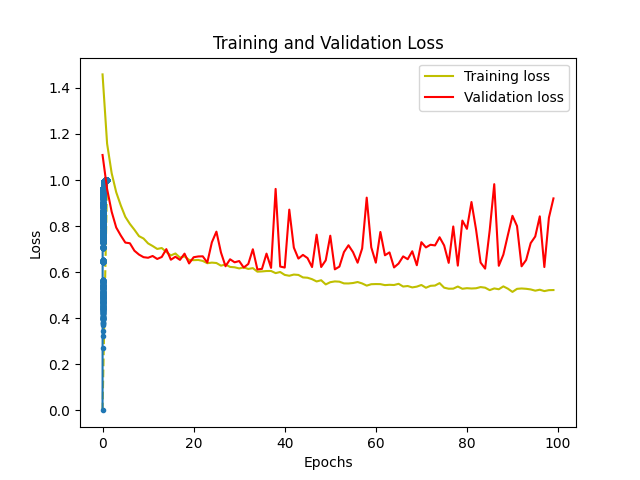 Training and Validation Loss
Training loss
Validation loss
Loss
1.4
1.2
1.0
0.8
0.6
0.4
0.2
0.0
0 20 40 60 80 100
Epochs